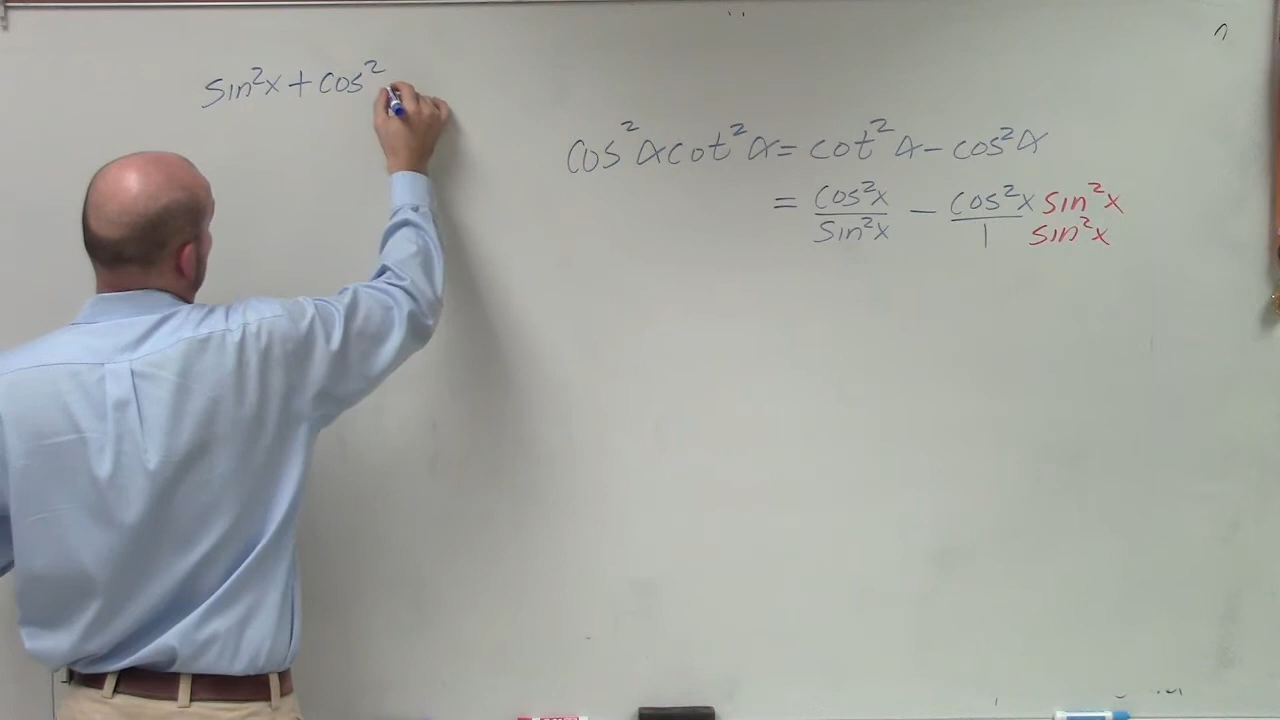 sin²x + cos²
cos²α cot²α = cot²α - cos²α
= cos²x/sin²x - cos²x/1 sin²x/sin²x